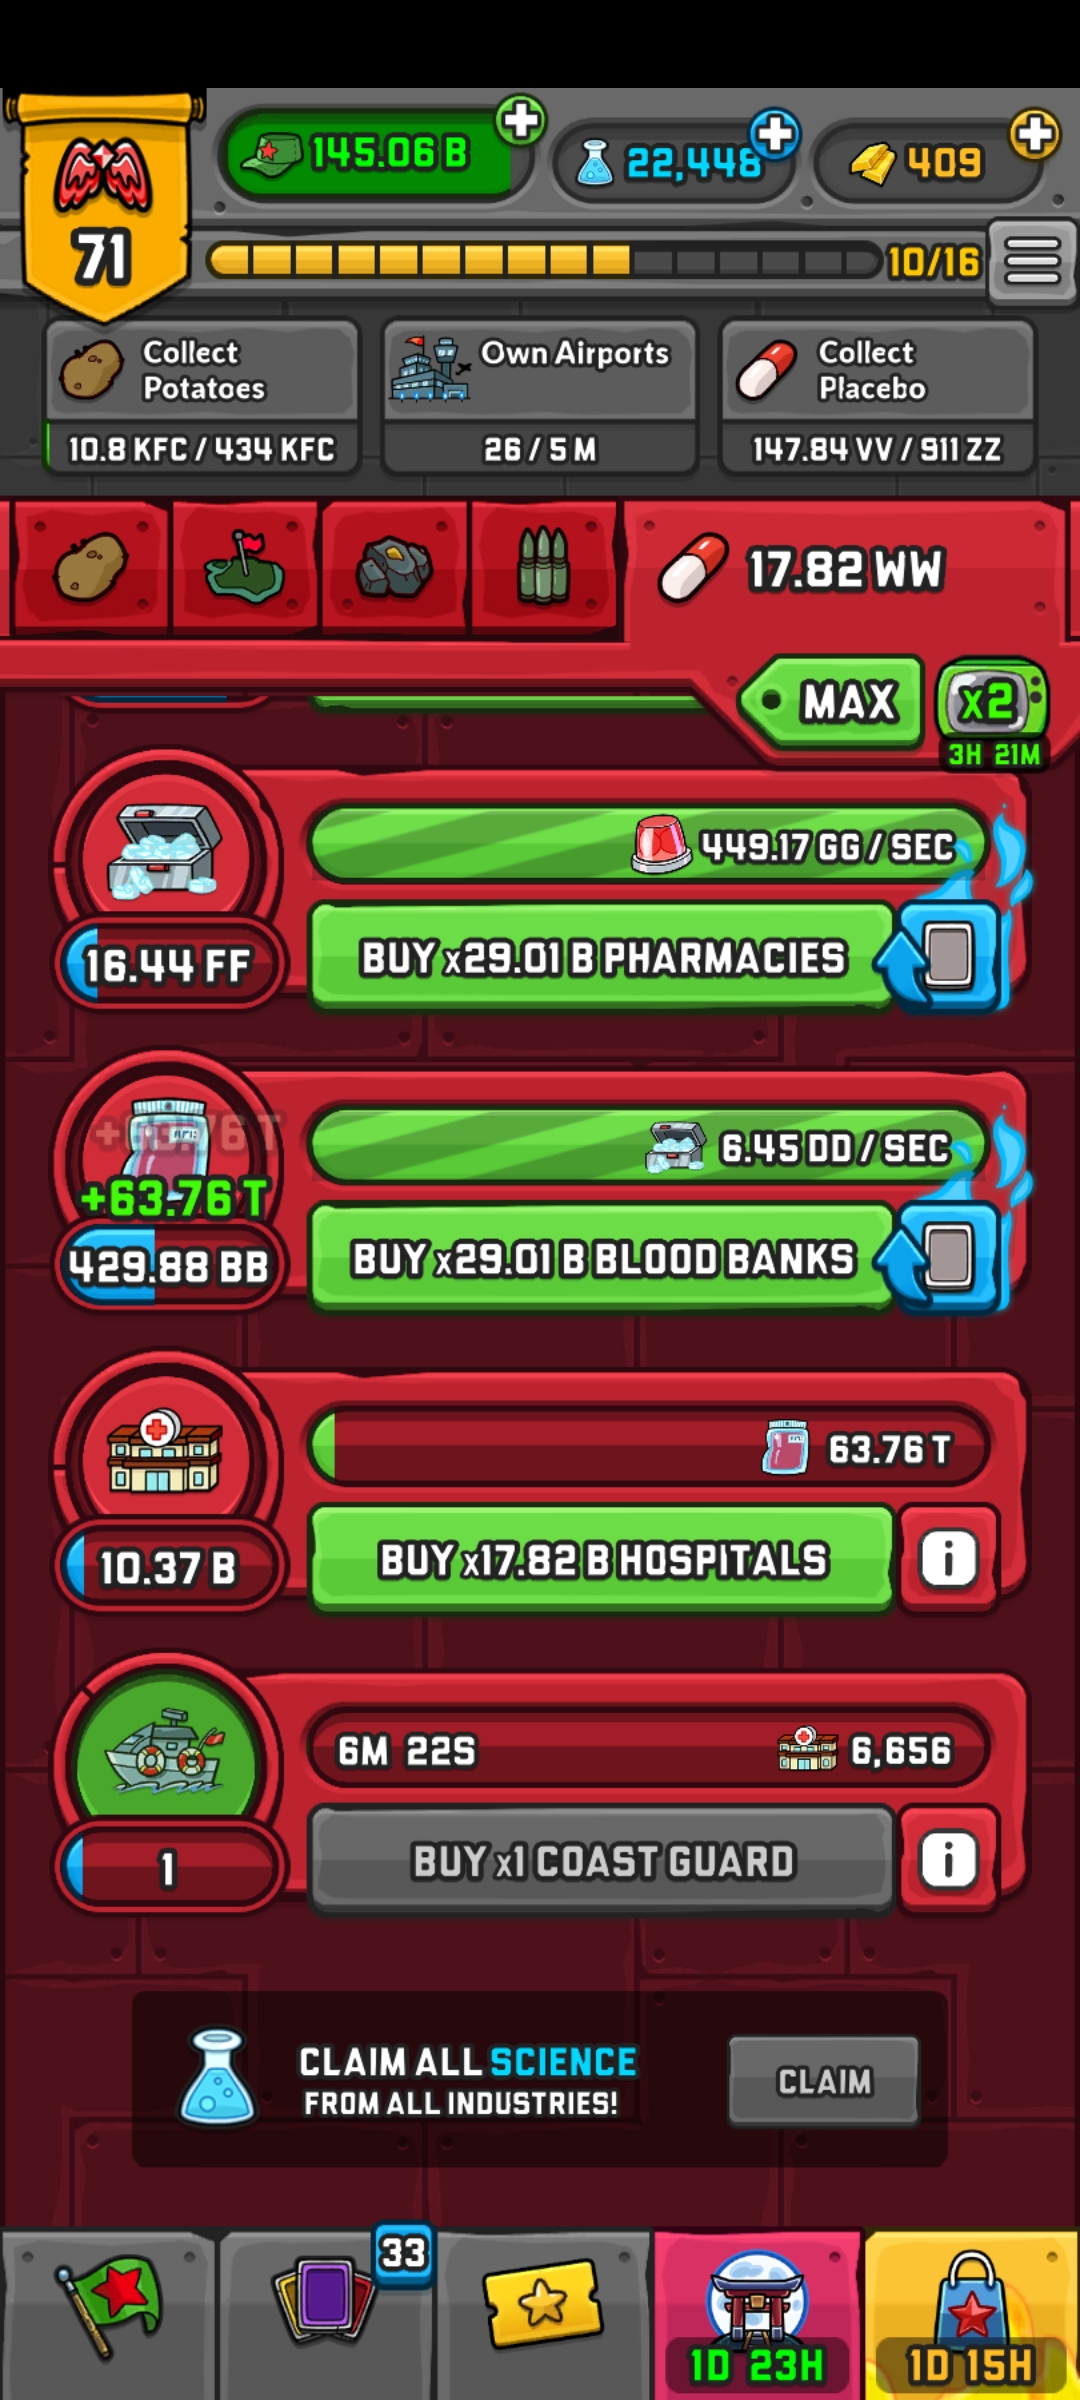 145.06 B
22,448
409
71
10/16
Collect
Potatoes
10.8 KFC / 434 KFC
Own Airports
26 / 5 M
Collect
Placebo
147.84 VV / 911 ZZ
17.82 WW
MAX
x2
3H 21M
449.17 GG / SEC
16.44 FF
BUY x29.01 B PHARMACIES
6.45 DD / SEC
+63.76 T
429.88 BB
BUY x29.01 B BLOOD BANKS
63.76 T
10.37 B
BUY x17.82 B HOSPITALS
i
6M 22S
6,656
1
BUY x1 COAST GUARD
i
CLAIM ALL SCIENCE
FROM ALL INDUSTRIES!
CLAIM
33
1D 23H
1D 15H